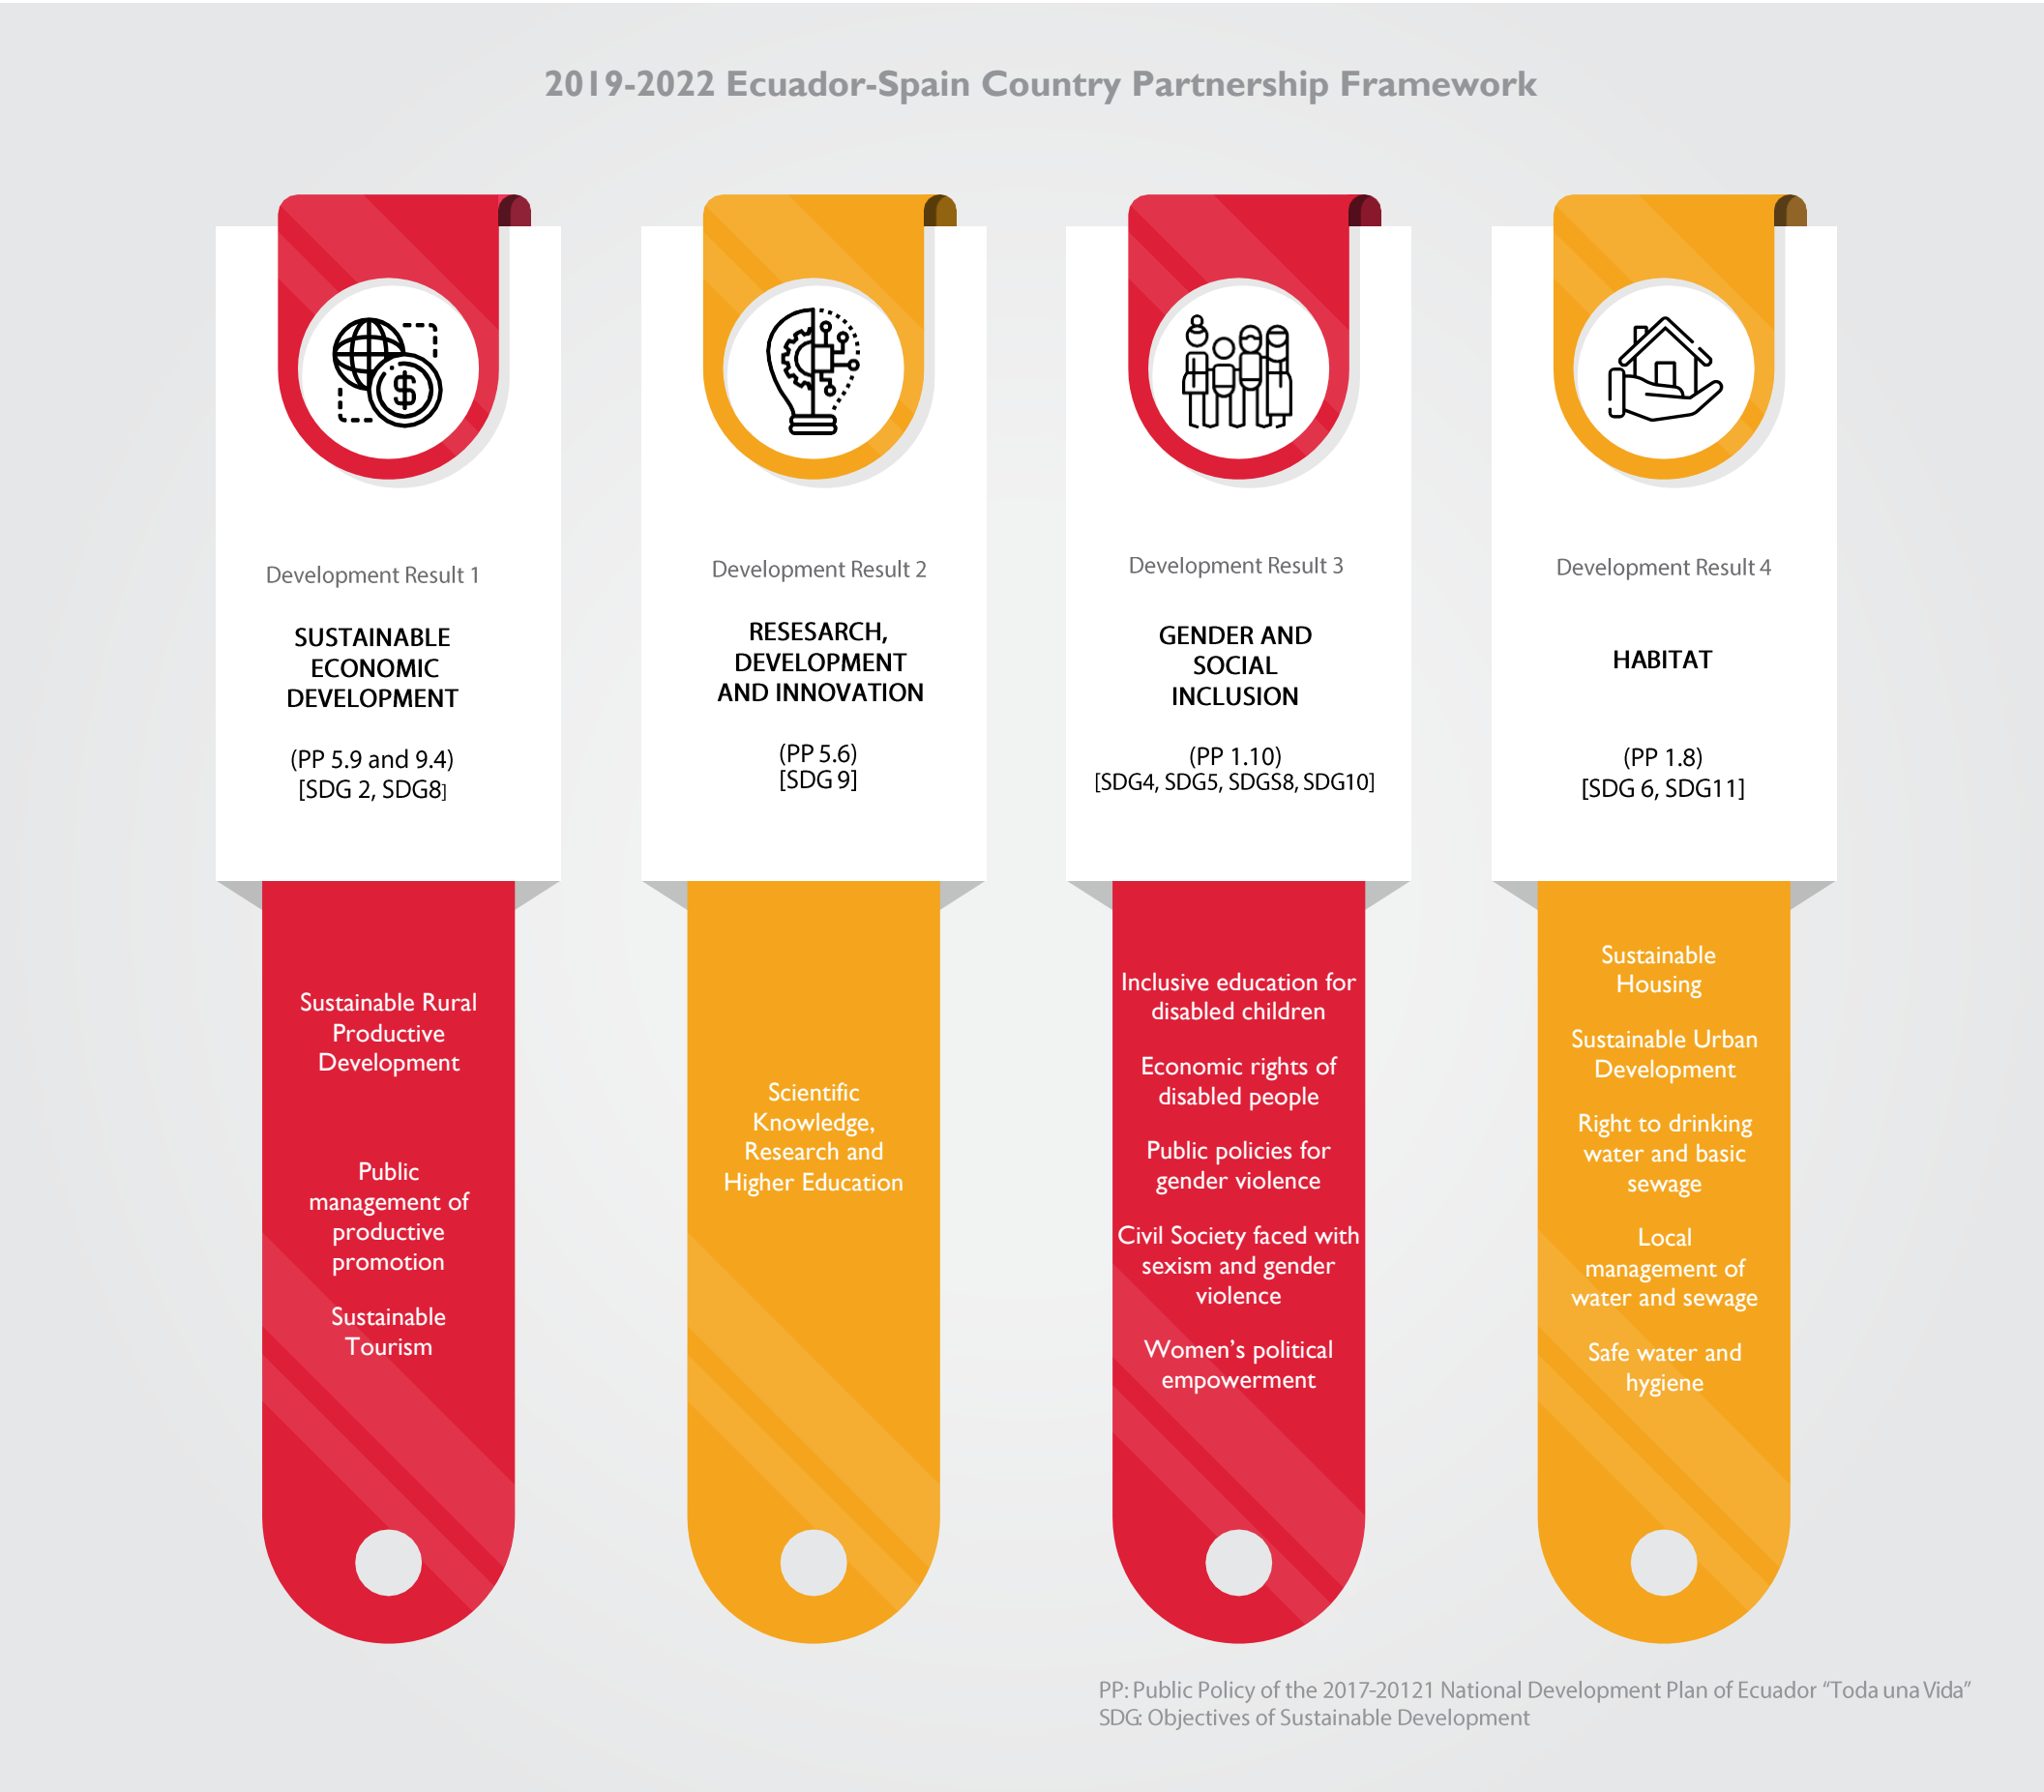 2019-2022 Ecuador-Spain Country Partnership Framework
Development Result 1
SUSTAINABLE
ECONOMIC
DEVELOPMENT
(PP 5.9 and 9.4)
[SDG 2, SDG8]
Sustainable Rural
Productive
Development
Public
management of
productive
promotion
Sustainable
Tourism
Development Result 2
RESESARCH,
DEVELOPMENT
AND INNOVATION
(PP 5.6)
[SDG 9]
Scientific
Knowledge,
Research and
Higher Education
Development Result 3
GENDER AND
SOCIAL
INCLUSION
(PP 1.10)
[SDG4, SDG5, SDGS8, SDG10]
Inclusive education for
disabled children
Economic rights of
disabled people
Public policies for
gender violence
Civil Society faced with
sexism and gender
violence
Women’s political
empowerment
Development Result 4
HABITAT
(PP 1.8)
[SDG 6, SDG11]
Sustainable
Housing
Sustainable Urban
Development
Right to drinking
water and basic
sewage
Local
management of
water and sewage
Safe water and
hygiene
PP: Public Policy of the 2017-20121 National Development Plan of Ecuador “Toda una Vida”
SDG: Objectives of Sustainable Development